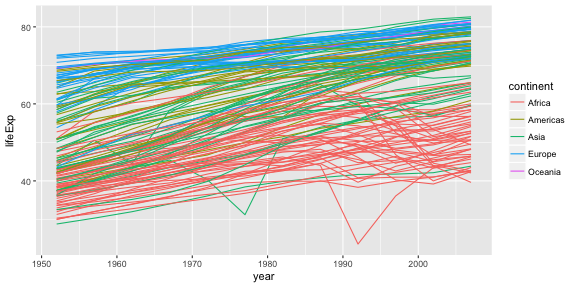 80
60
40
lifeExp
1950
1960
1970
1980
1990
2000
year
continent
Africa
Americas
Asia
Europe
Oceania